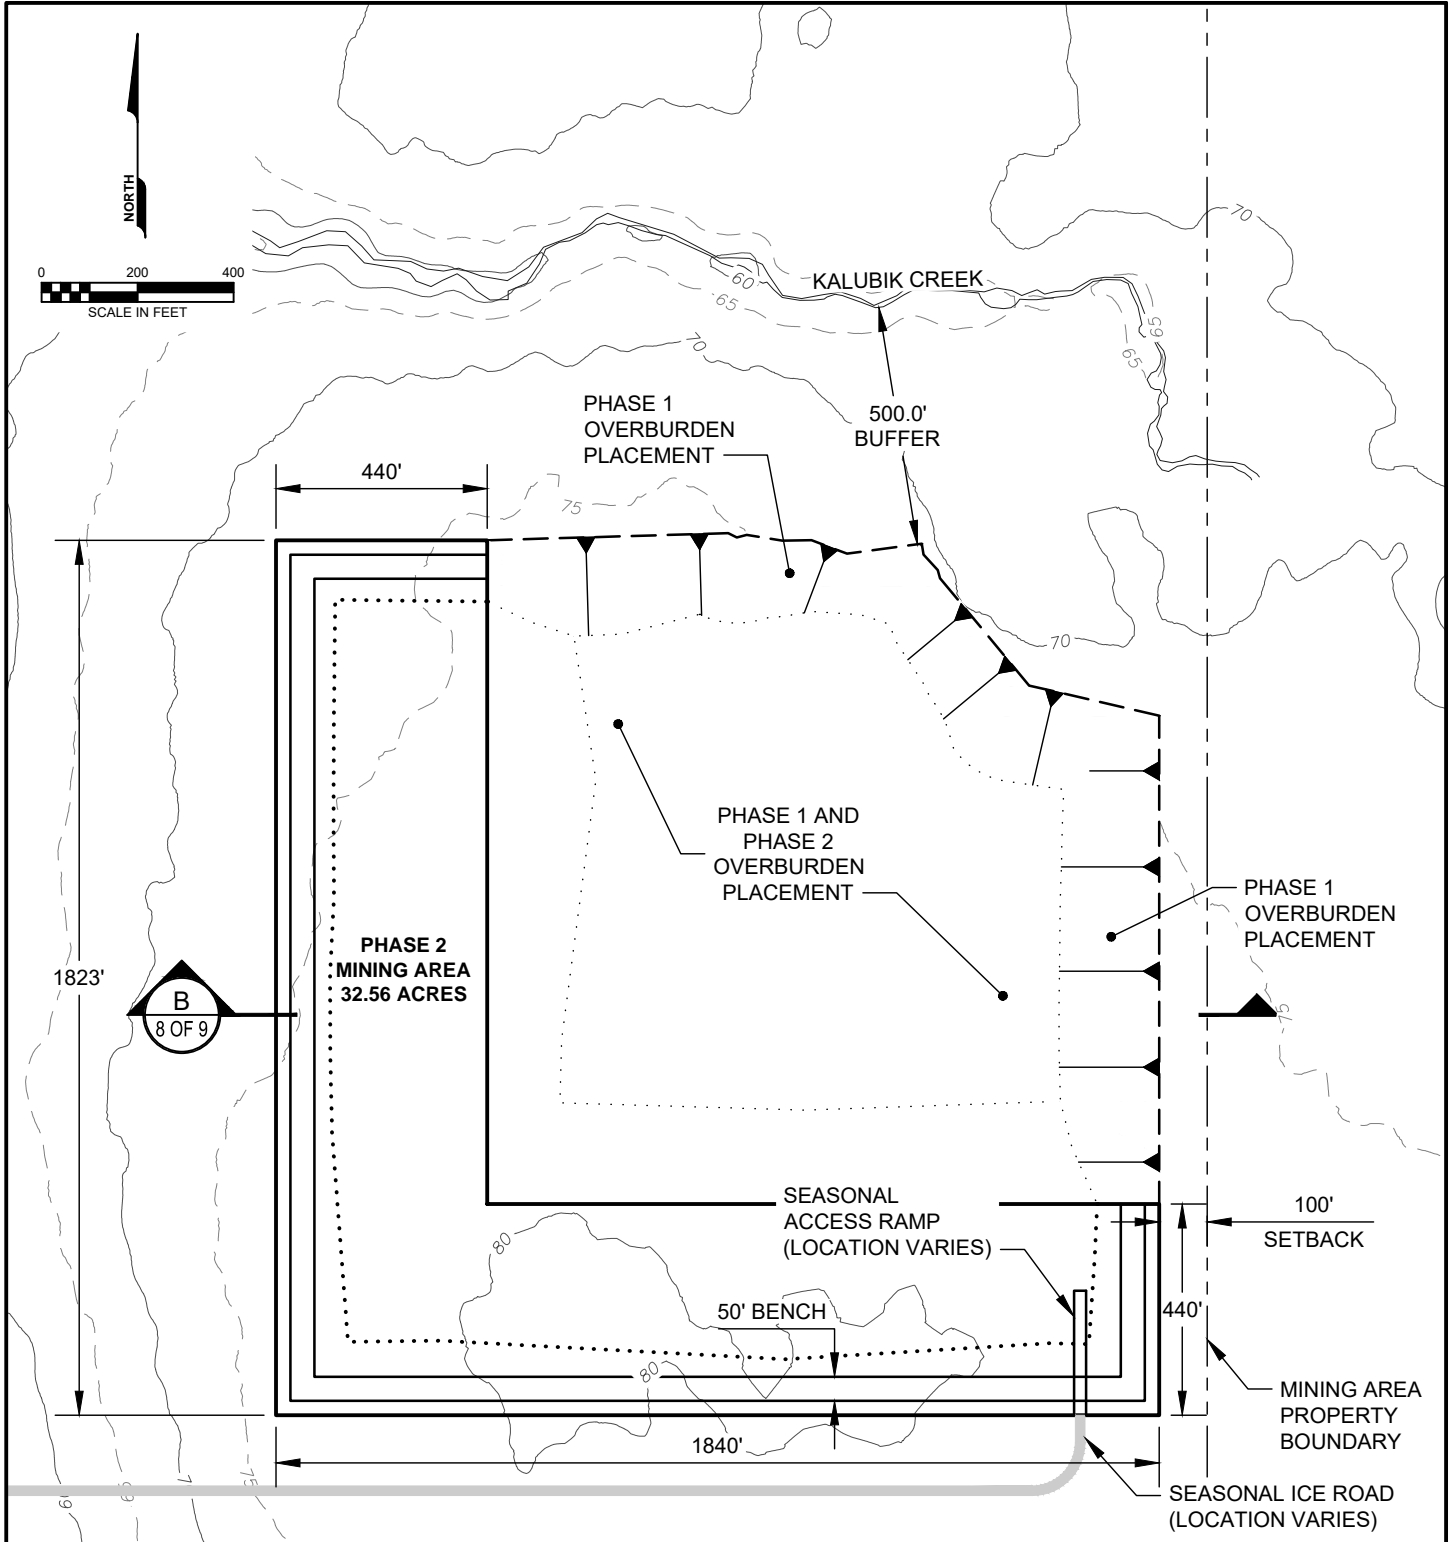 NORTH
0 200 400
SCALE IN FEET
70
60
65
KALUBIK CREEK
65
65
70
PHASE 1
OVERBURDEN
PLACEMENT
500.0'
BUFFER
440'
75
70
PHASE 1 AND
PHASE 2
OVERBURDEN
PLACEMENT
PHASE 1
OVERBURDEN
PLACEMENT
PHASE 2
MINING AREA
32.56 ACRES
1823'
B
8 OF 9
75
SEASONAL
ACCESS RAMP
(LOCATION VARIES)
100'
SETBACK
80
50' BENCH
440'
80
MINING AREA
PROPERTY
BOUNDARY
1840'
75
SEASONAL ICE ROAD
(LOCATION VARIES)